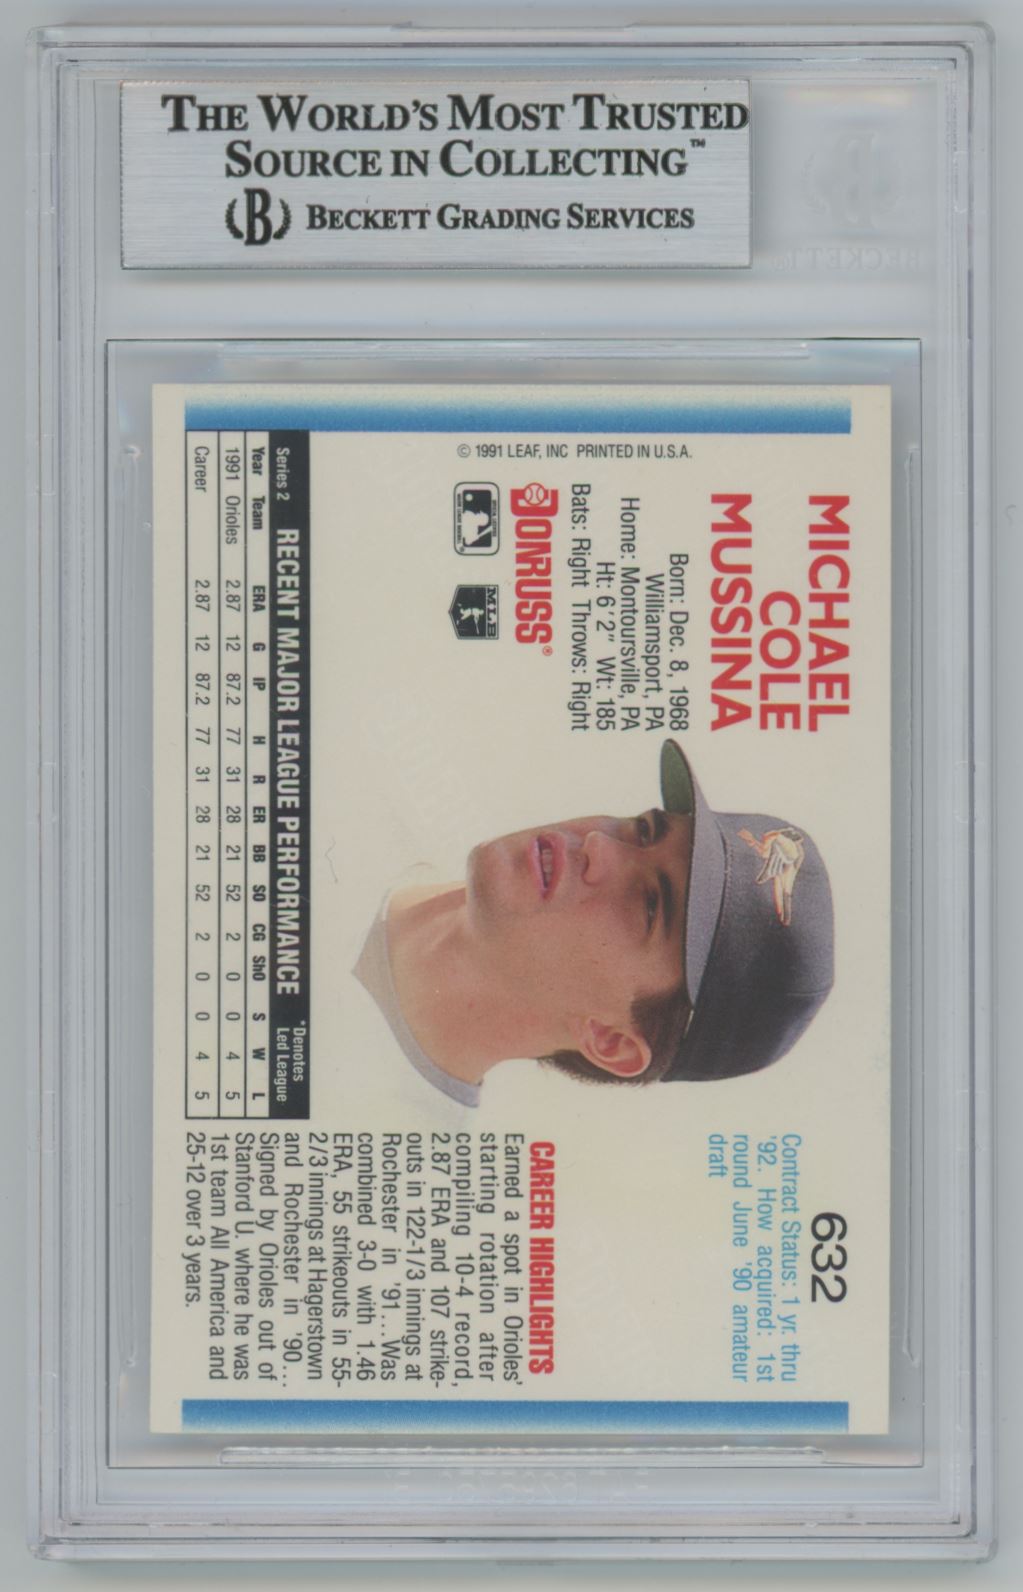 THE WORLD'S MOST TRUSTED
SOURCE IN COLLECTING™
B BECKETT GRADING SERVICES
MICHAEL
COLE
MUSSINA
Born: Dec. 8, 1968
Williamsport, PA
Home: Montoursville, PA
Ht: 6'2" Wt: 185
Bats: Right Throws: Right
DONRUSS®
MLB
© 1991 LEAF, INC PRINTED IN U.S.A.
632
Contract Status: 1 yr. thru
'92. How acquired: 1st
round June '90 amateur
draft
CAREER HIGHLIGHTS
Earned a spot in Orioles'
starting rotation after
compiling 10-4 record,
2.87 ERA and 107 strike-
outs in 122-1/3 innings at
Rochester in '91...Was
combined 3-0 with 1.46
ERA, 55 strikeouts in 55-
2/3 innings at Hagerstown
and Rochester in '90...
Signed by Orioles out of
Stanford U. where he was
1st team All America and
25-12 over 3 years.
Series 2 RECENT MAJOR LEAGUE PERFORMANCE *Denotes
Led League
Year Team ERA G IP H R ER BB SO CG ShO S W L
1991 Orioles 2.87 12 87.2 77 31 28 21 52 2 0 0 4 5
Career 2.87 12 87.2 77 31 28 21 52 2 0 0 4 5